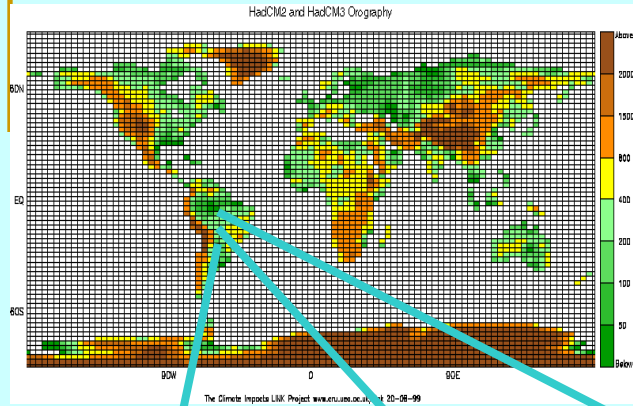 HadCM2 and HadCM3 Orography
Above
60N
2000
1500
800
400
EQ
200
100
60S
50
Below
90W 0 90E
The Climate Impacts LINK Project www.cru.uea.ac.uk 20-08-99